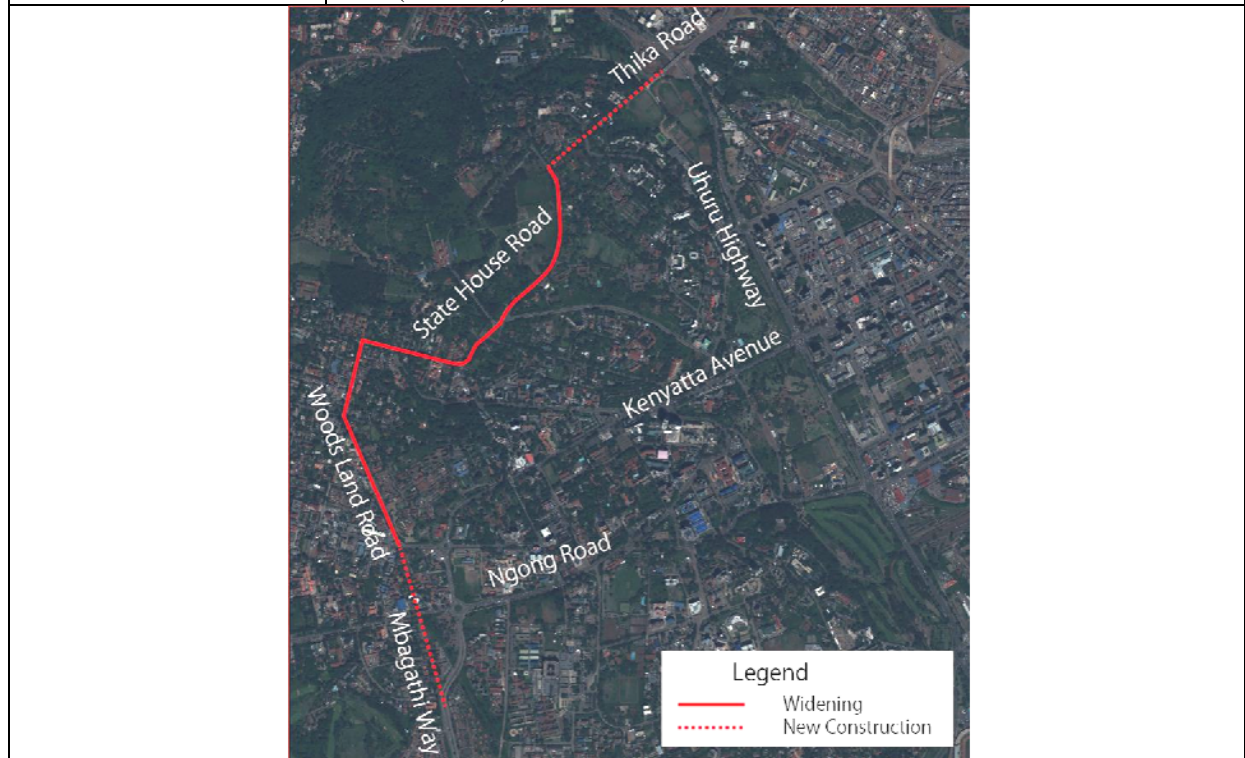 Thika Road
Uhuru Highway
State House Road
Kenyatta Avenue
Woods Land Road
Ngong Road
Mbagathi Way
Legend
Widening
New Construction